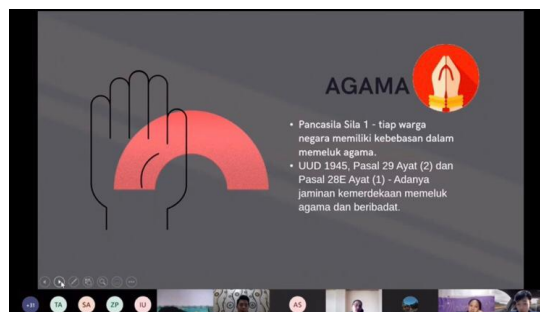 AGAMA
• Pancasila Sila 1 - tiap warga
negara memiliki kebebasan dalam
memeluk agama.
• UUD 1945, Pasal 29 Ayat (2) dan
Pasal 28E Ayat (1) - Adanya
jaminan kemerdekaan memeluk
agama dan beribadat.
+31 TA SA ZP IU AS